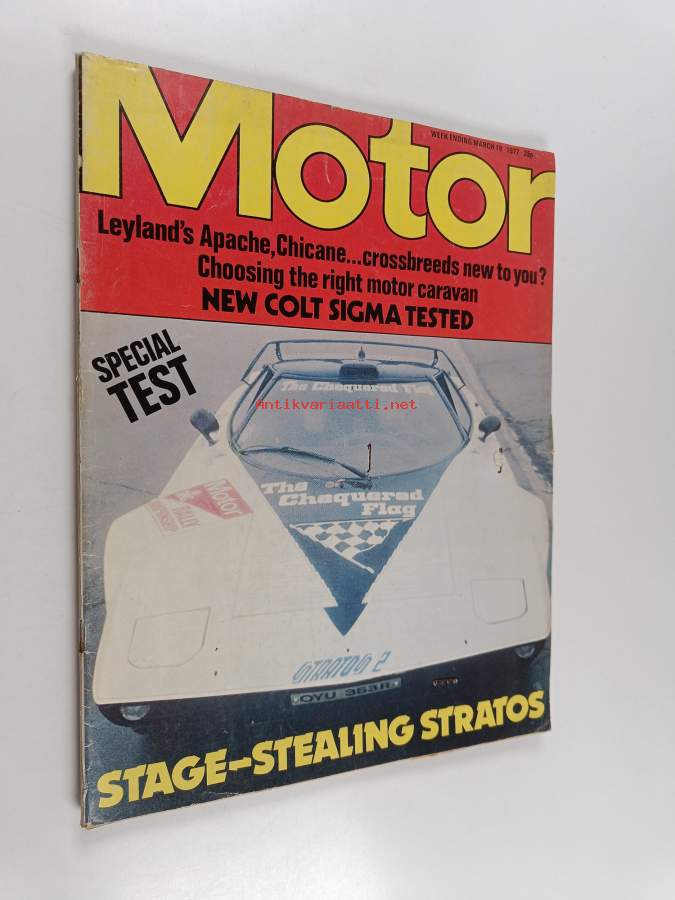 Motor
WEEK ENDING MARCH 19 1977 25p
Leyland's Apache, Chicane...crossbreeds new to you?
Choosing the right motor caravan
NEW COLT SIGMA TESTED
SPECIAL
TEST
The Chequered Flag
Antikvariaatti.net
The
Chequered
Flag
Motor
RALLY
STRATOS 2
OYU 353R
STAGE-STEALING STRATOS